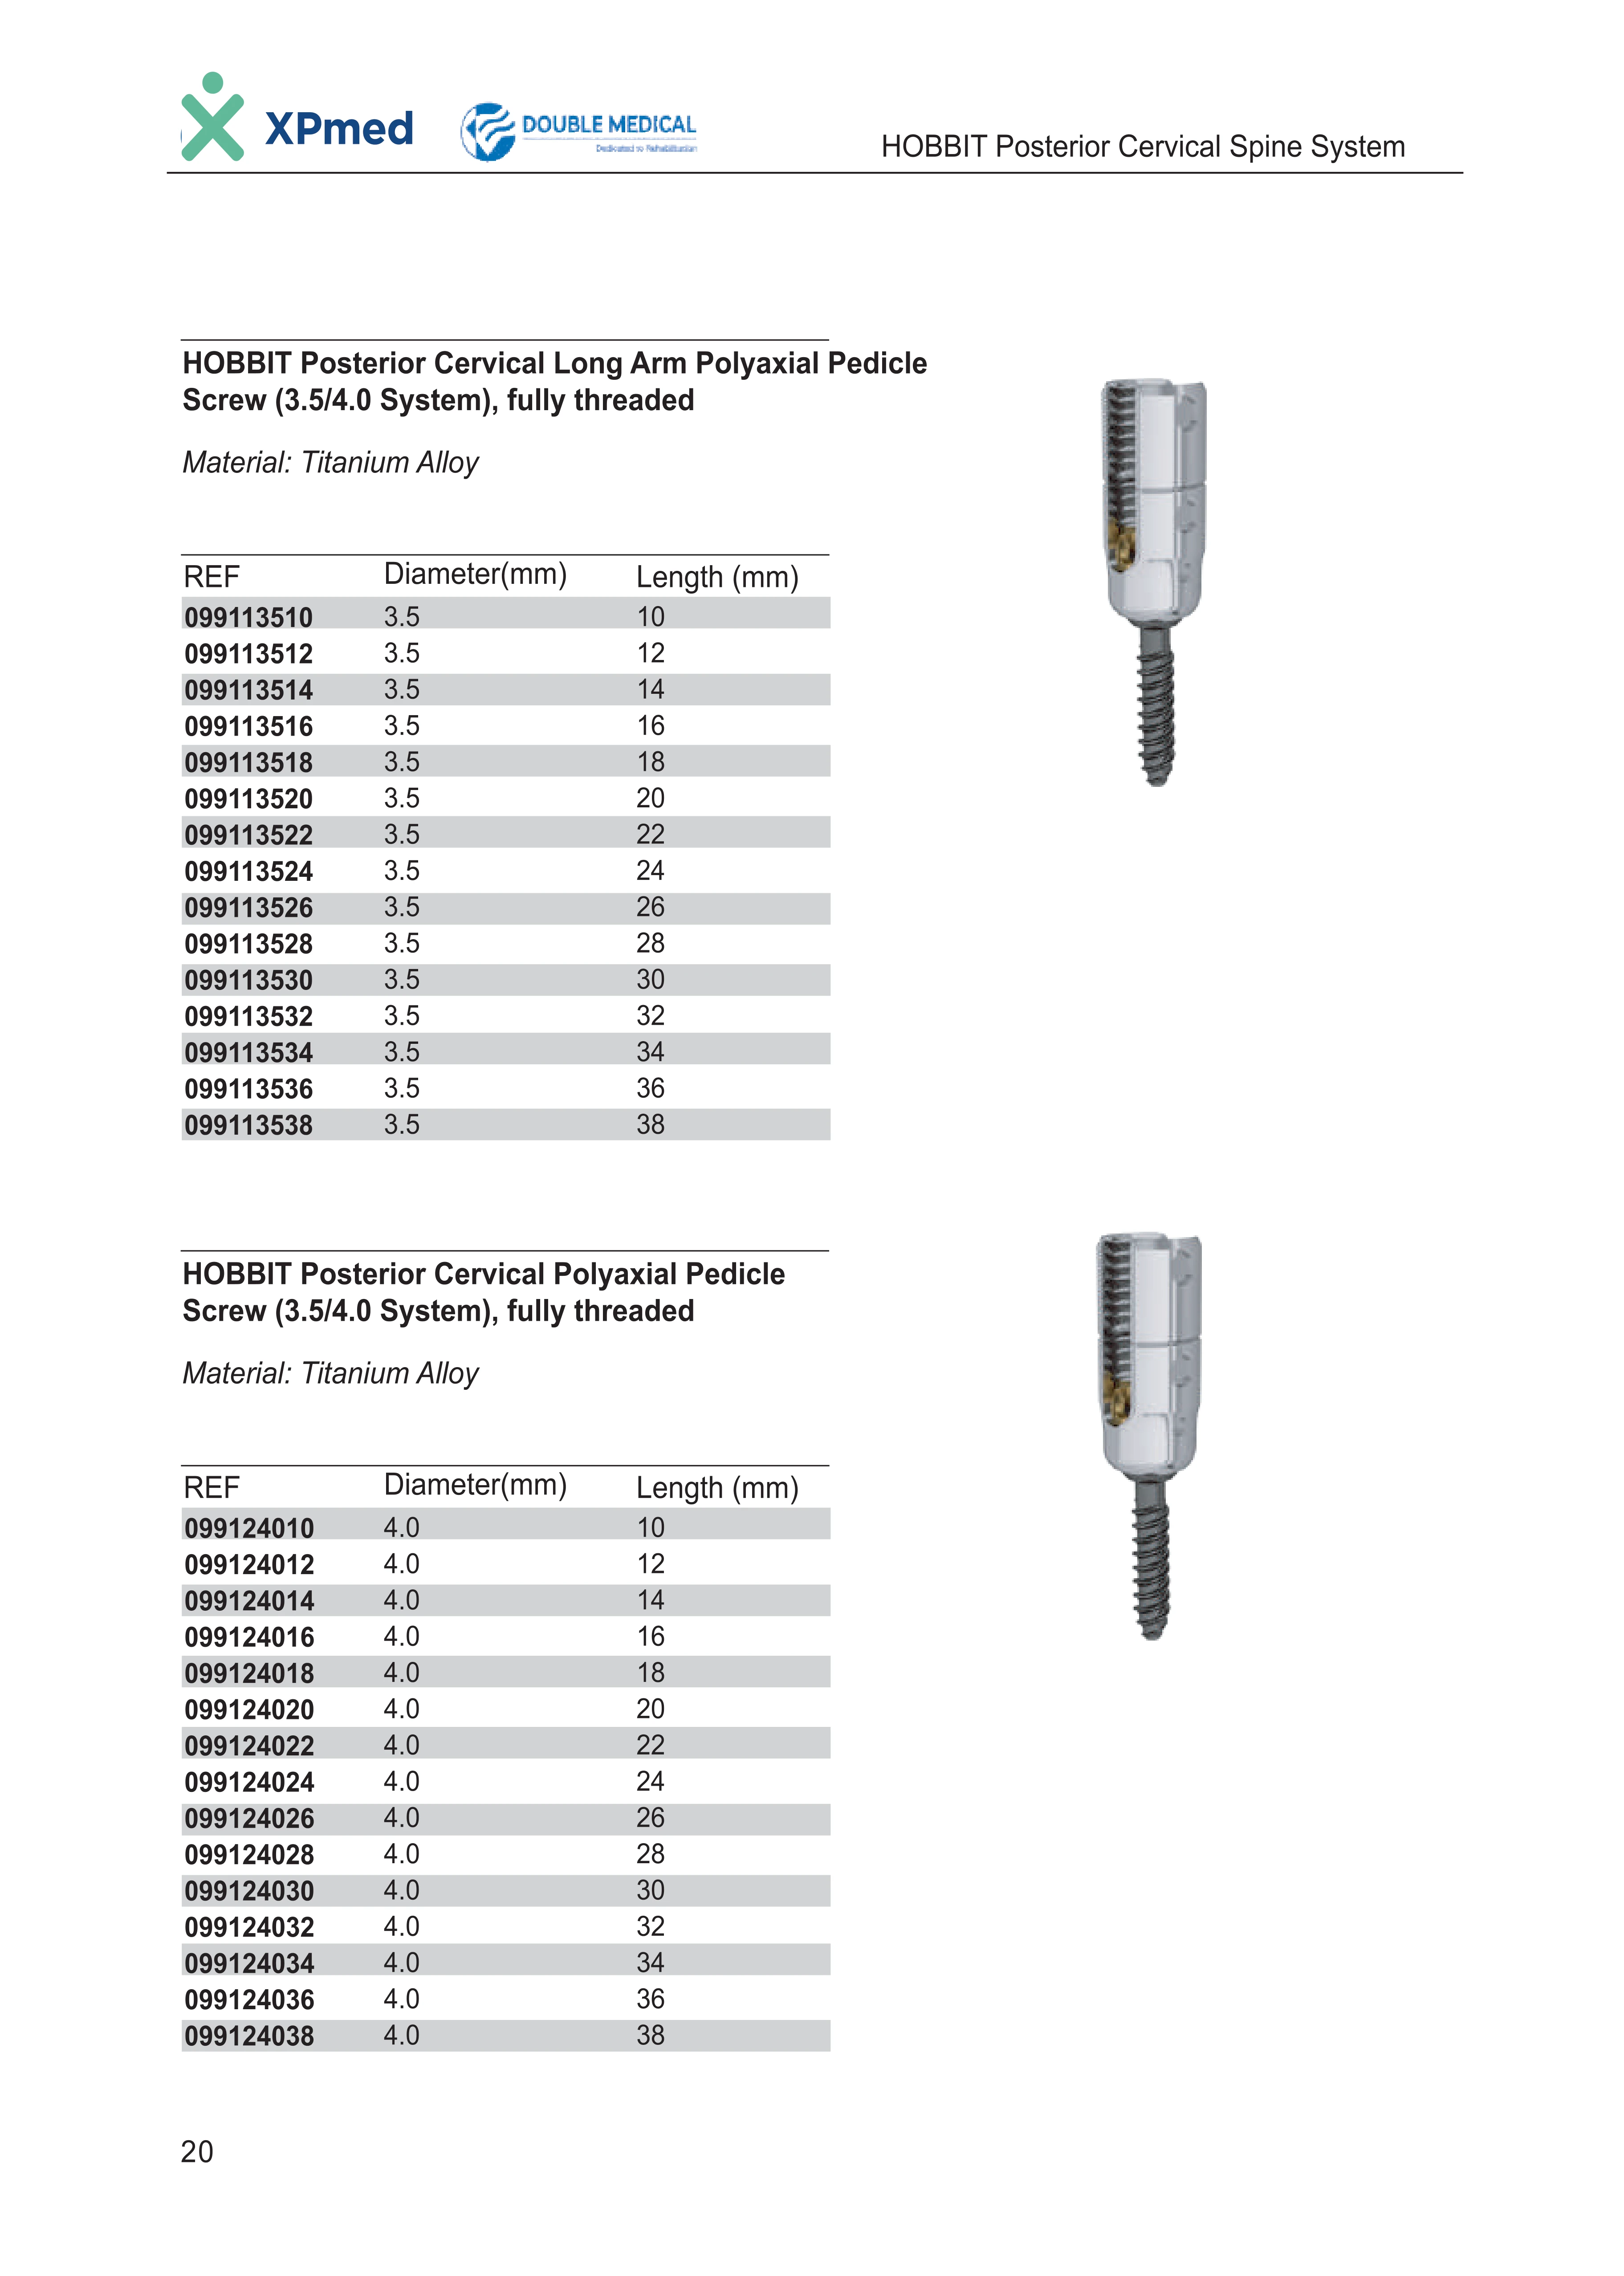 XPmed
DOUBLE MEDICAL
Dedicated to Rehabilitation
HOBBIT Posterior Cervical Spine System
HOBBIT Posterior Cervical Long Arm Polyaxial Pedicle
Screw (3.5/4.0 System), fully threaded
Material: Titanium Alloy
REF Diameter(mm) Length (mm)
099113510 3.5 10
099113512 3.5 12
099113514 3.5 14
099113516 3.5 16
099113518 3.5 18
099113520 3.5 20
099113522 3.5 22
099113524 3.5 24
099113526 3.5 26
099113528 3.5 28
099113530 3.5 30
099113532 3.5 32
099113534 3.5 34
099113536 3.5 36
099113538 3.5 38
HOBBIT Posterior Cervical Polyaxial Pedicle
Screw (3.5/4.0 System), fully threaded
Material: Titanium Alloy
REF Diameter(mm) Length (mm)
099124010 4.0 10
099124012 4.0 12
099124014 4.0 14
099124016 4.0 16
099124018 4.0 18
099124020 4.0 20
099124022 4.0 22
099124024 4.0 24
099124026 4.0 26
099124028 4.0 28
099124030 4.0 30
099124032 4.0 32
099124034 4.0 34
099124036 4.0 36
099124038 4.0 38
20